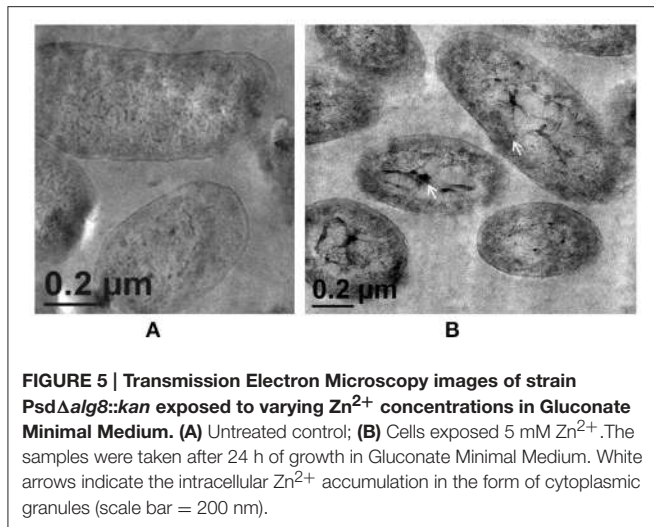 0.2 µm
0.2 µm
A
B
FIGURE 5 | Transmission Electron Microscopy images of strain
PsdΔalg8::kan exposed to varying Zn²⁺ concentrations in Gluconate
Minimal Medium. (A) Untreated control; (B) Cells exposed 5 mM Zn²⁺.The
samples were taken after 24 h of growth in Gluconate Minimal Medium. White
arrows indicate the intracellular Zn²⁺ accumulation in the form of cytoplasmic
granules (scale bar = 200 nm).